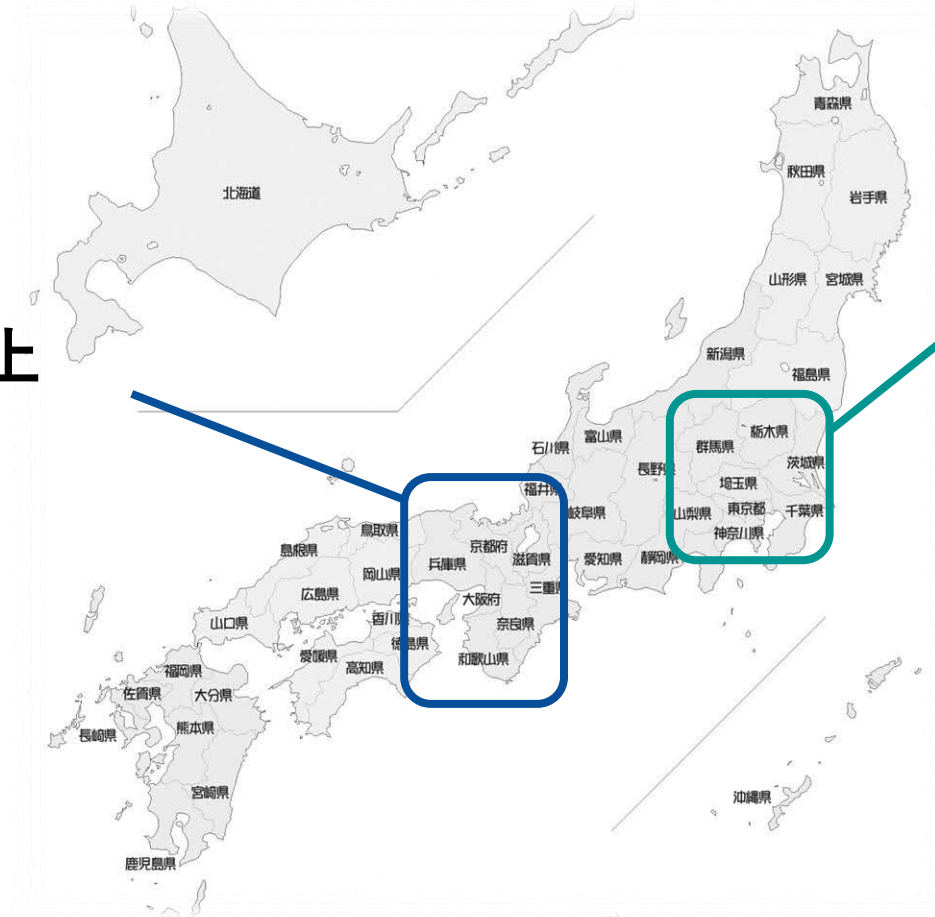 北海道
青森県
秋田県
岩手県
山形県
宮城県
上
新潟県
福島県
栃木県
群馬県
富山県
石川県
茨城県
長野県
埼玉県
福井県
東京都
千葉県
山梨県
岐阜県
神奈川県
鳥取県
京都府
島根県
滋賀県
愛知県
静岡県
兵庫県
岡山県
三重県
広島県
大阪府
香川県
山口県
奈良県
徳島県
愛媛県
和歌山県
高知県
福岡県
佐賀県
大分県
熊本県
長崎県
宮崎県
沖縄県
鹿児島県